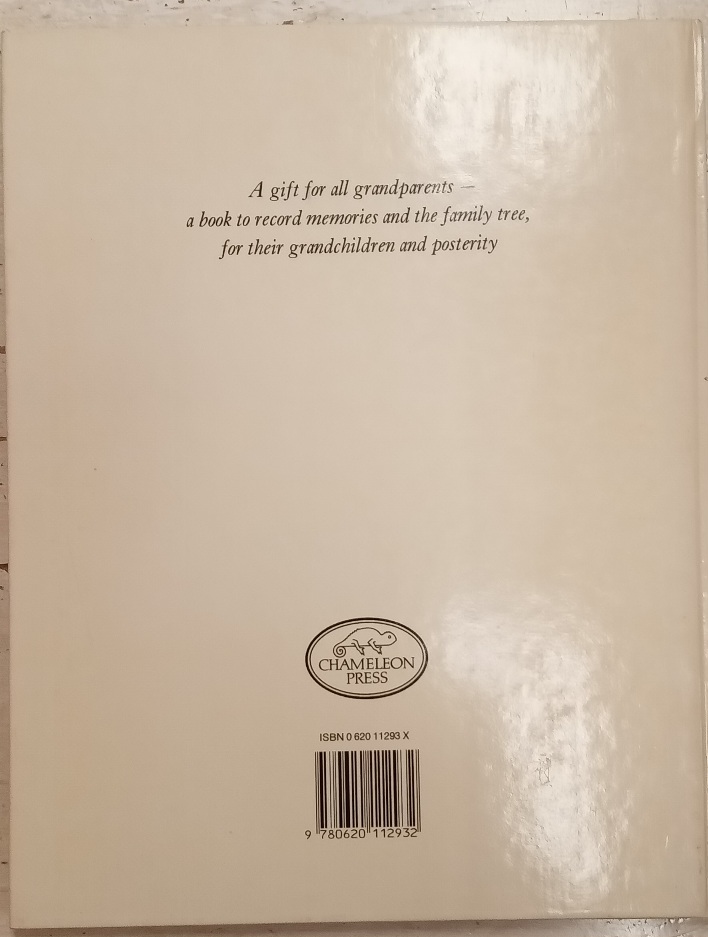 A gift for all grandparents —
a book to record memories and the family tree,
for their grandchildren and posterity
CHAMELEON
PRESS
ISBN 0 620 11293 X
9 780620 112932